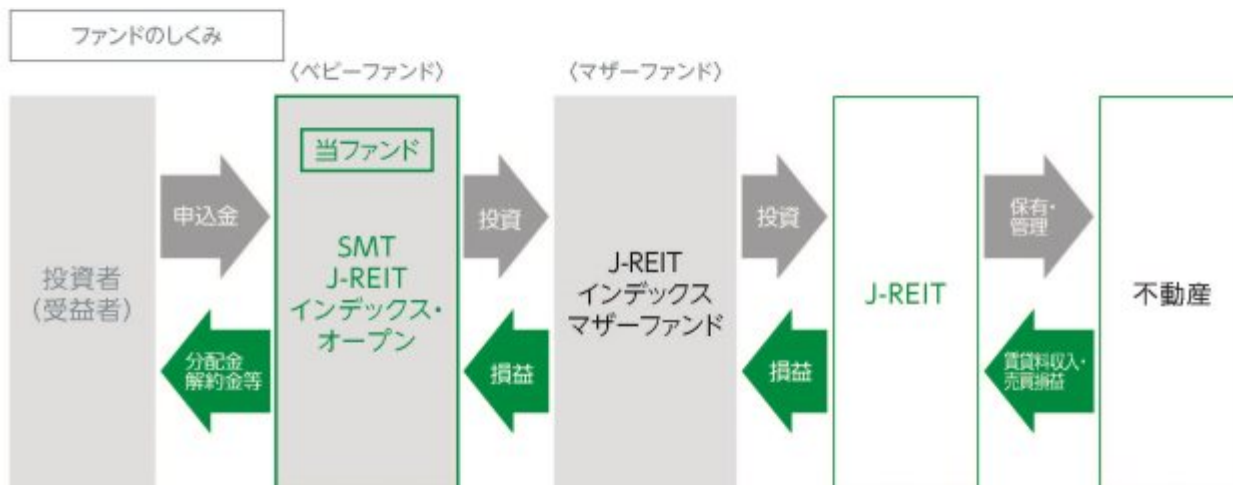 ファンドのしくみ
〈ベビーファンド〉
〈マザーファンド〉
投資者
(受益者)
申込金
分配金
解約金等
当ファンド
SMT
J-REIT
インデックス・
オープン
投資
損益
J-REIT
インデックス
マザーファンド
投資
損益
J-REIT
保有・
管理
賃貸料収入・
売買損益
不動産